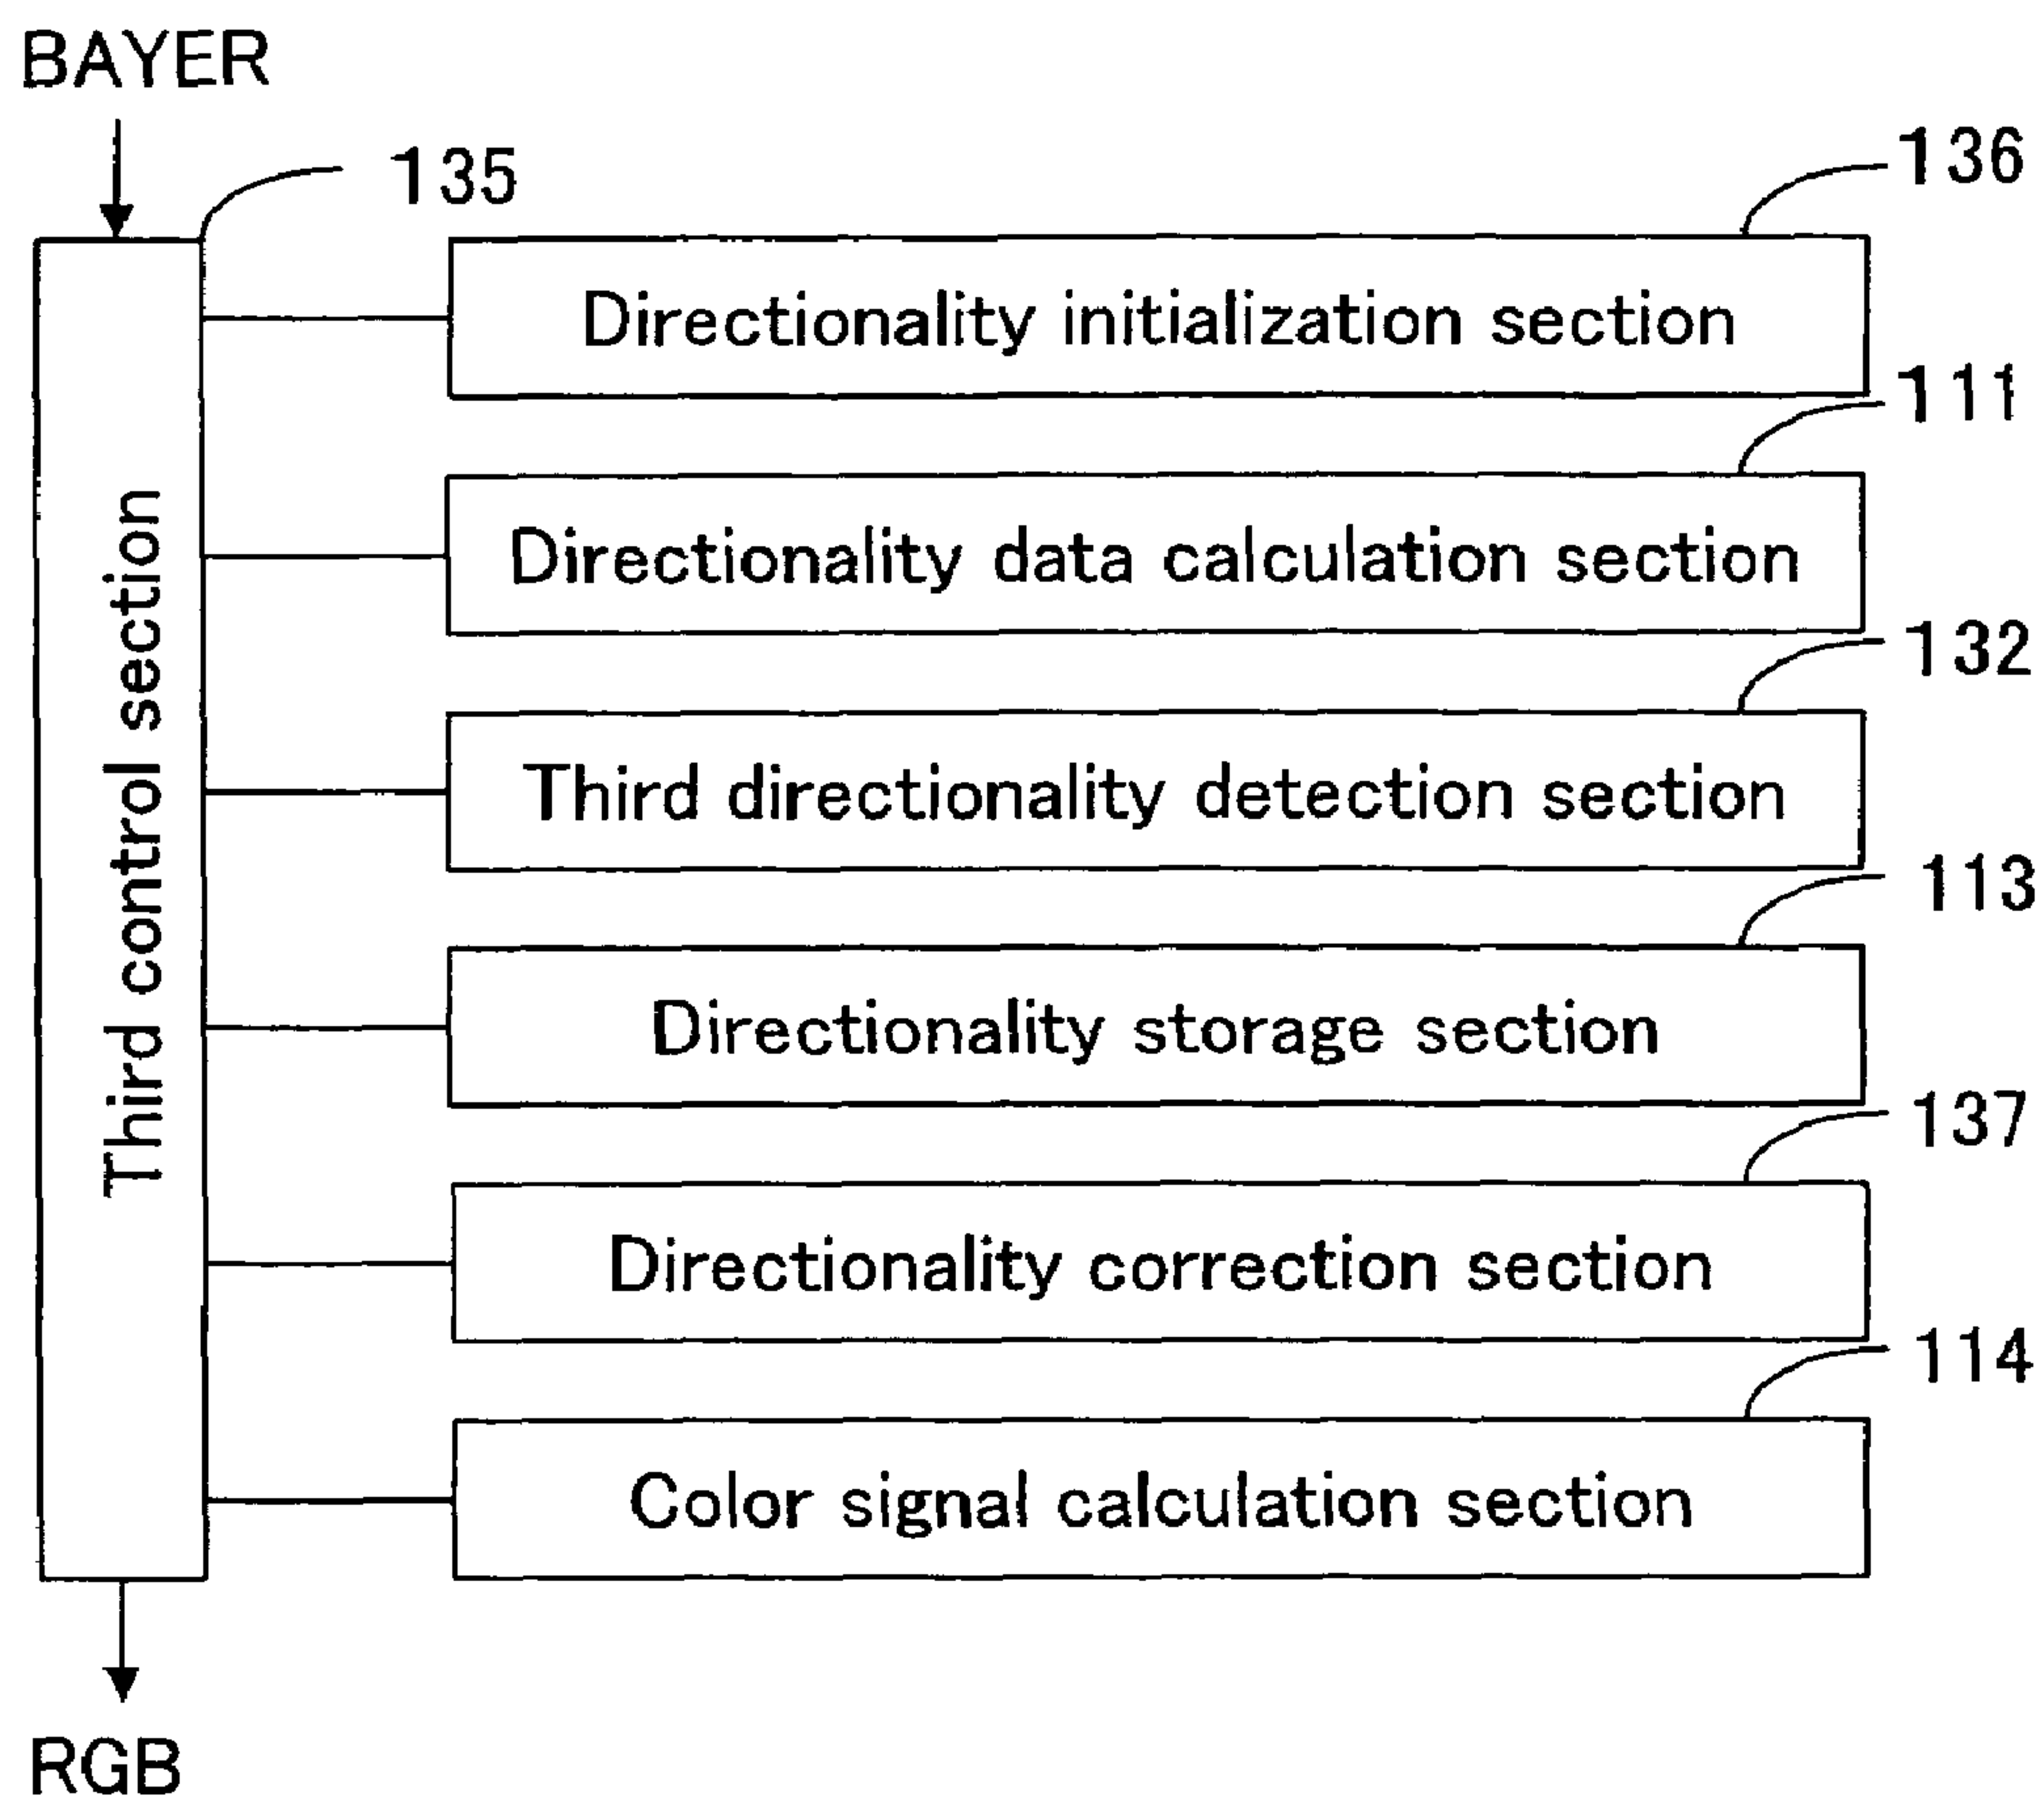 BAYER
135
136
Directionality initialization section
111
Directionality data calculation section
132
Third directionality detection section
113
Directionality storage section
137
Directionality correction section
114
Color signal calculation section
Third control section
RGB